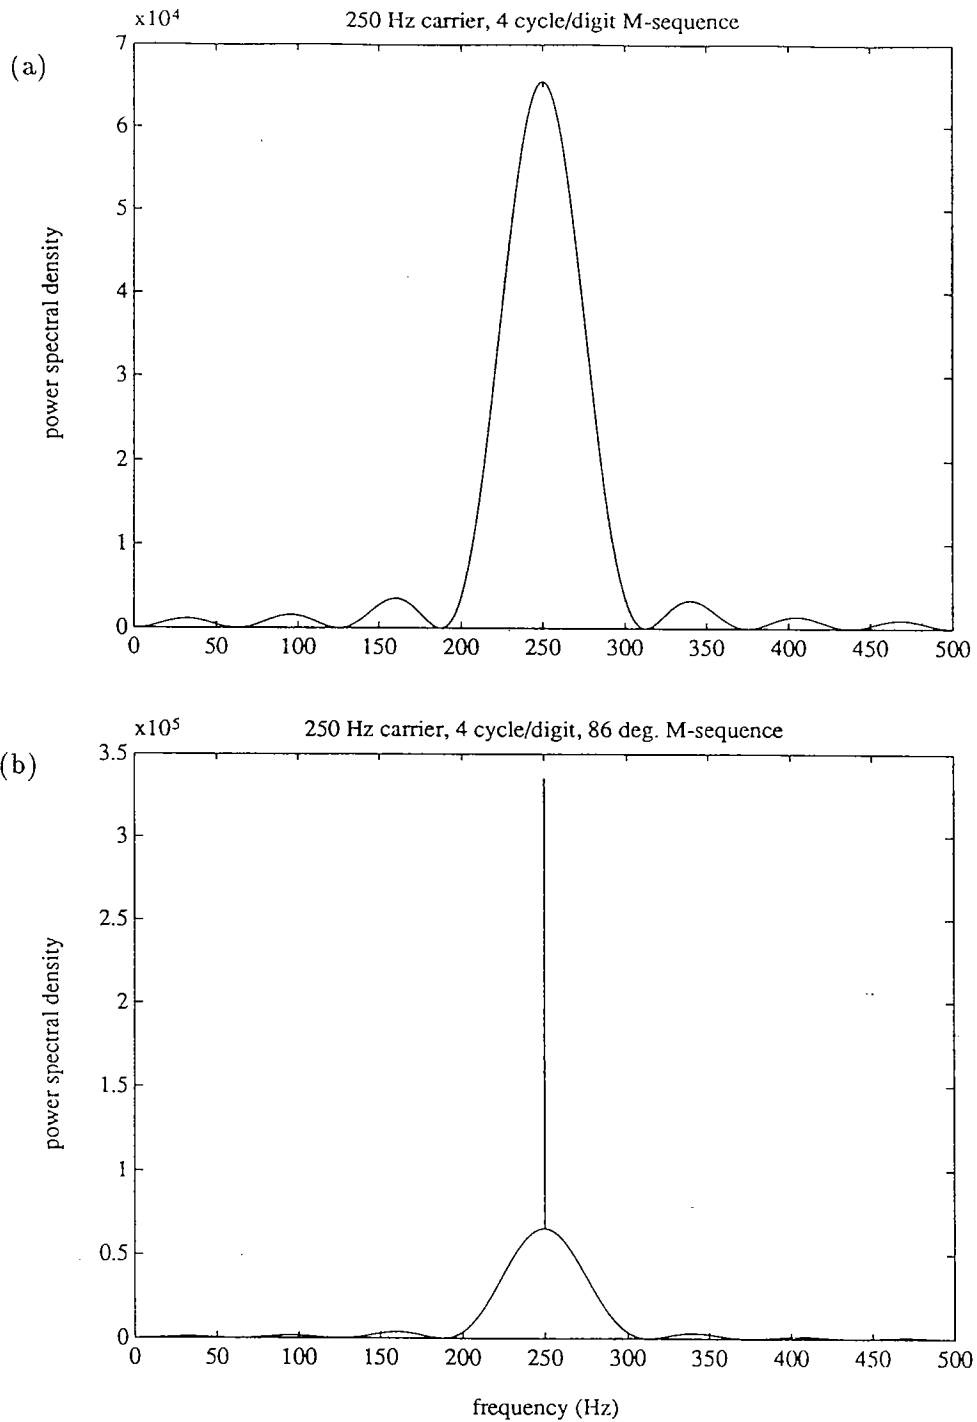 (a)
x10⁴
250 Hz carrier, 4 cycle/digit M-sequence
7
6
5
4
3
2
1
0
power spectral density
0 50 100 150 200 250 300 350 400 450 500
(b)
x10⁵
250 Hz carrier, 4 cycle/digit, 86 deg. M-sequence
3.5
3
2.5
2
1.5
1
0.5
0
power spectral density
0 50 100 150 200 250 300 350 400 450 500
frequency (Hz)